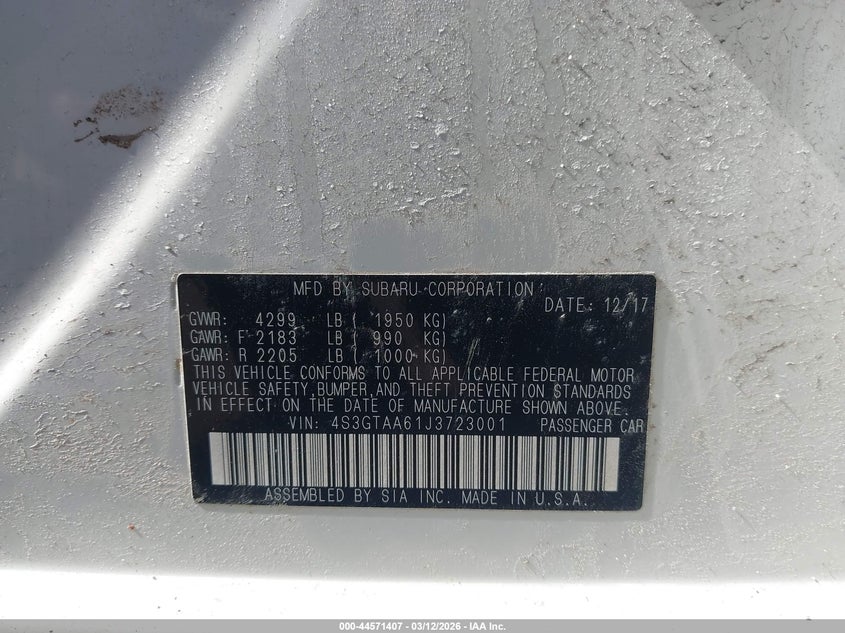 MFD BY SUBARU CORPORATION
DATE: 12/17
GVWR: 4299 LB ( 1950 KG)
GAWR: F 2183 LB ( 990 KG)
GAWR: R 2205 LB ( 1000 KG)
THIS VEHICLE CONFORMS TO ALL APPLICABLE FEDERAL MOTOR
VEHICLE SAFETY,BUMPER,AND THEFT PREVENTION STANDARDS
IN EFFECT ON THE DATE OF MANUFACTURE SHOWN ABOVE.
VIN: 4S3GTAA61J3723001 PASSENGER CAR
ASSEMBLED BY SIA INC. MADE IN U.S.A.
000-44571407 - 03/12/2026 - IAA Inc.